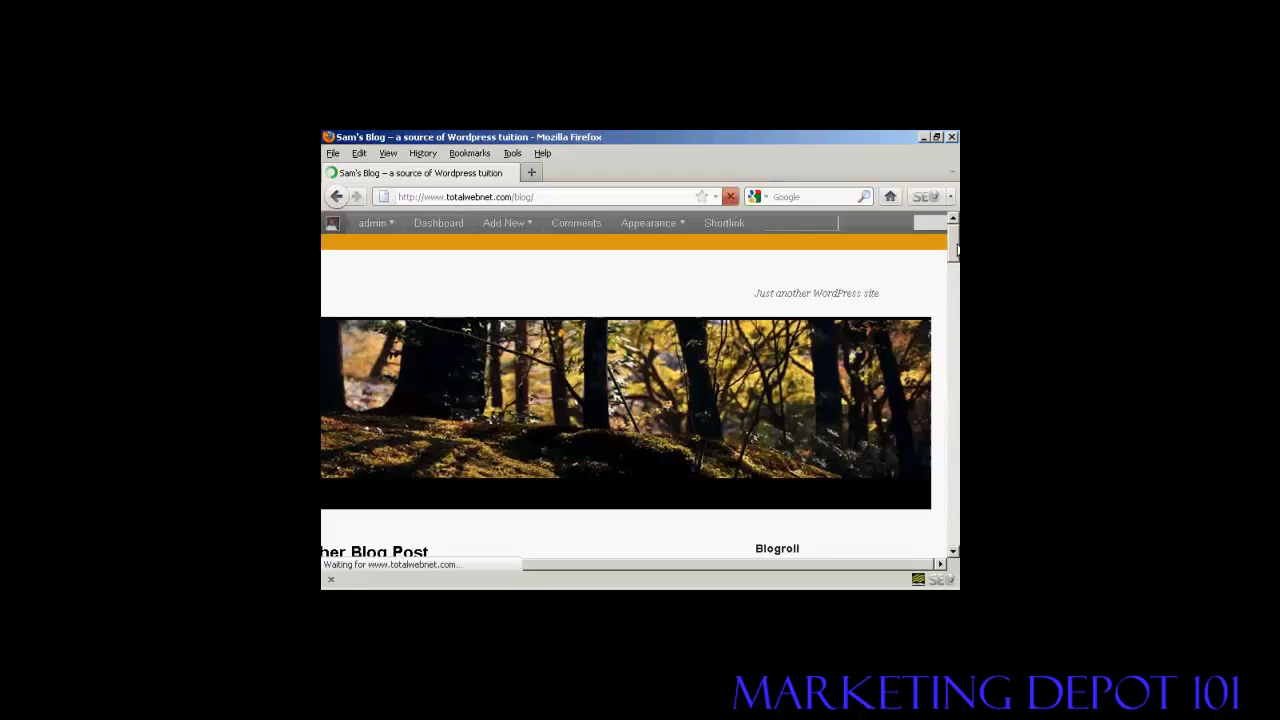 Sam's Blog – a source of Wordpress tuition - Mozilla Firefox
File Edit View History Bookmarks Tools Help
Sam's Blog – a source of Wordpress tuition
http://www.totalwebnet.com/blog/ Google SEO
admin Dashboard Add New Comments Appearance Shortlink
Just another WordPress site
her Blog Post
Blogroll
Waiting for www.totalwebnet.com...
SEO
MARKETING DEPOT 101